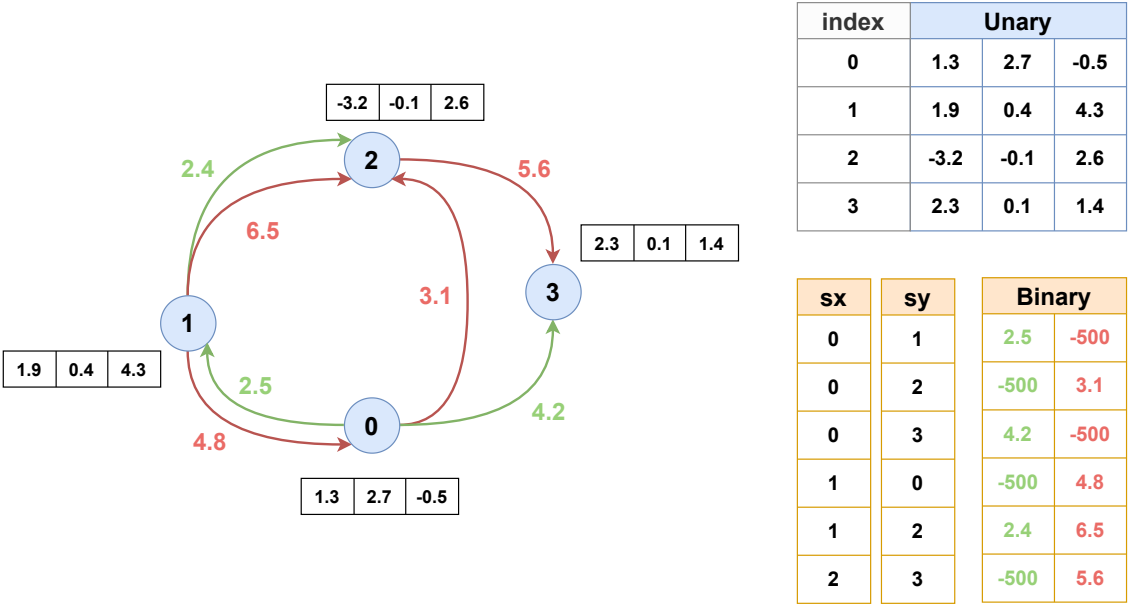 -3.2 -0.1 2.6
2
2.4
5.6
6.5
2.3 0.1 1.4
3.1
3
1
1.9 0.4 4.3
2.5
4.2
0
4.8
1.3 2.7 -0.5
index Unary
0 1.3 2.7 -0.5
1 1.9 0.4 4.3
2 -3.2 -0.1 2.6
3 2.3 0.1 1.4
sx sy Binary
0 1 2.5 -500
0 2 -500 3.1
0 3 4.2 -500
1 0 -500 4.8
1 2 2.4 6.5
2 3 -500 5.6